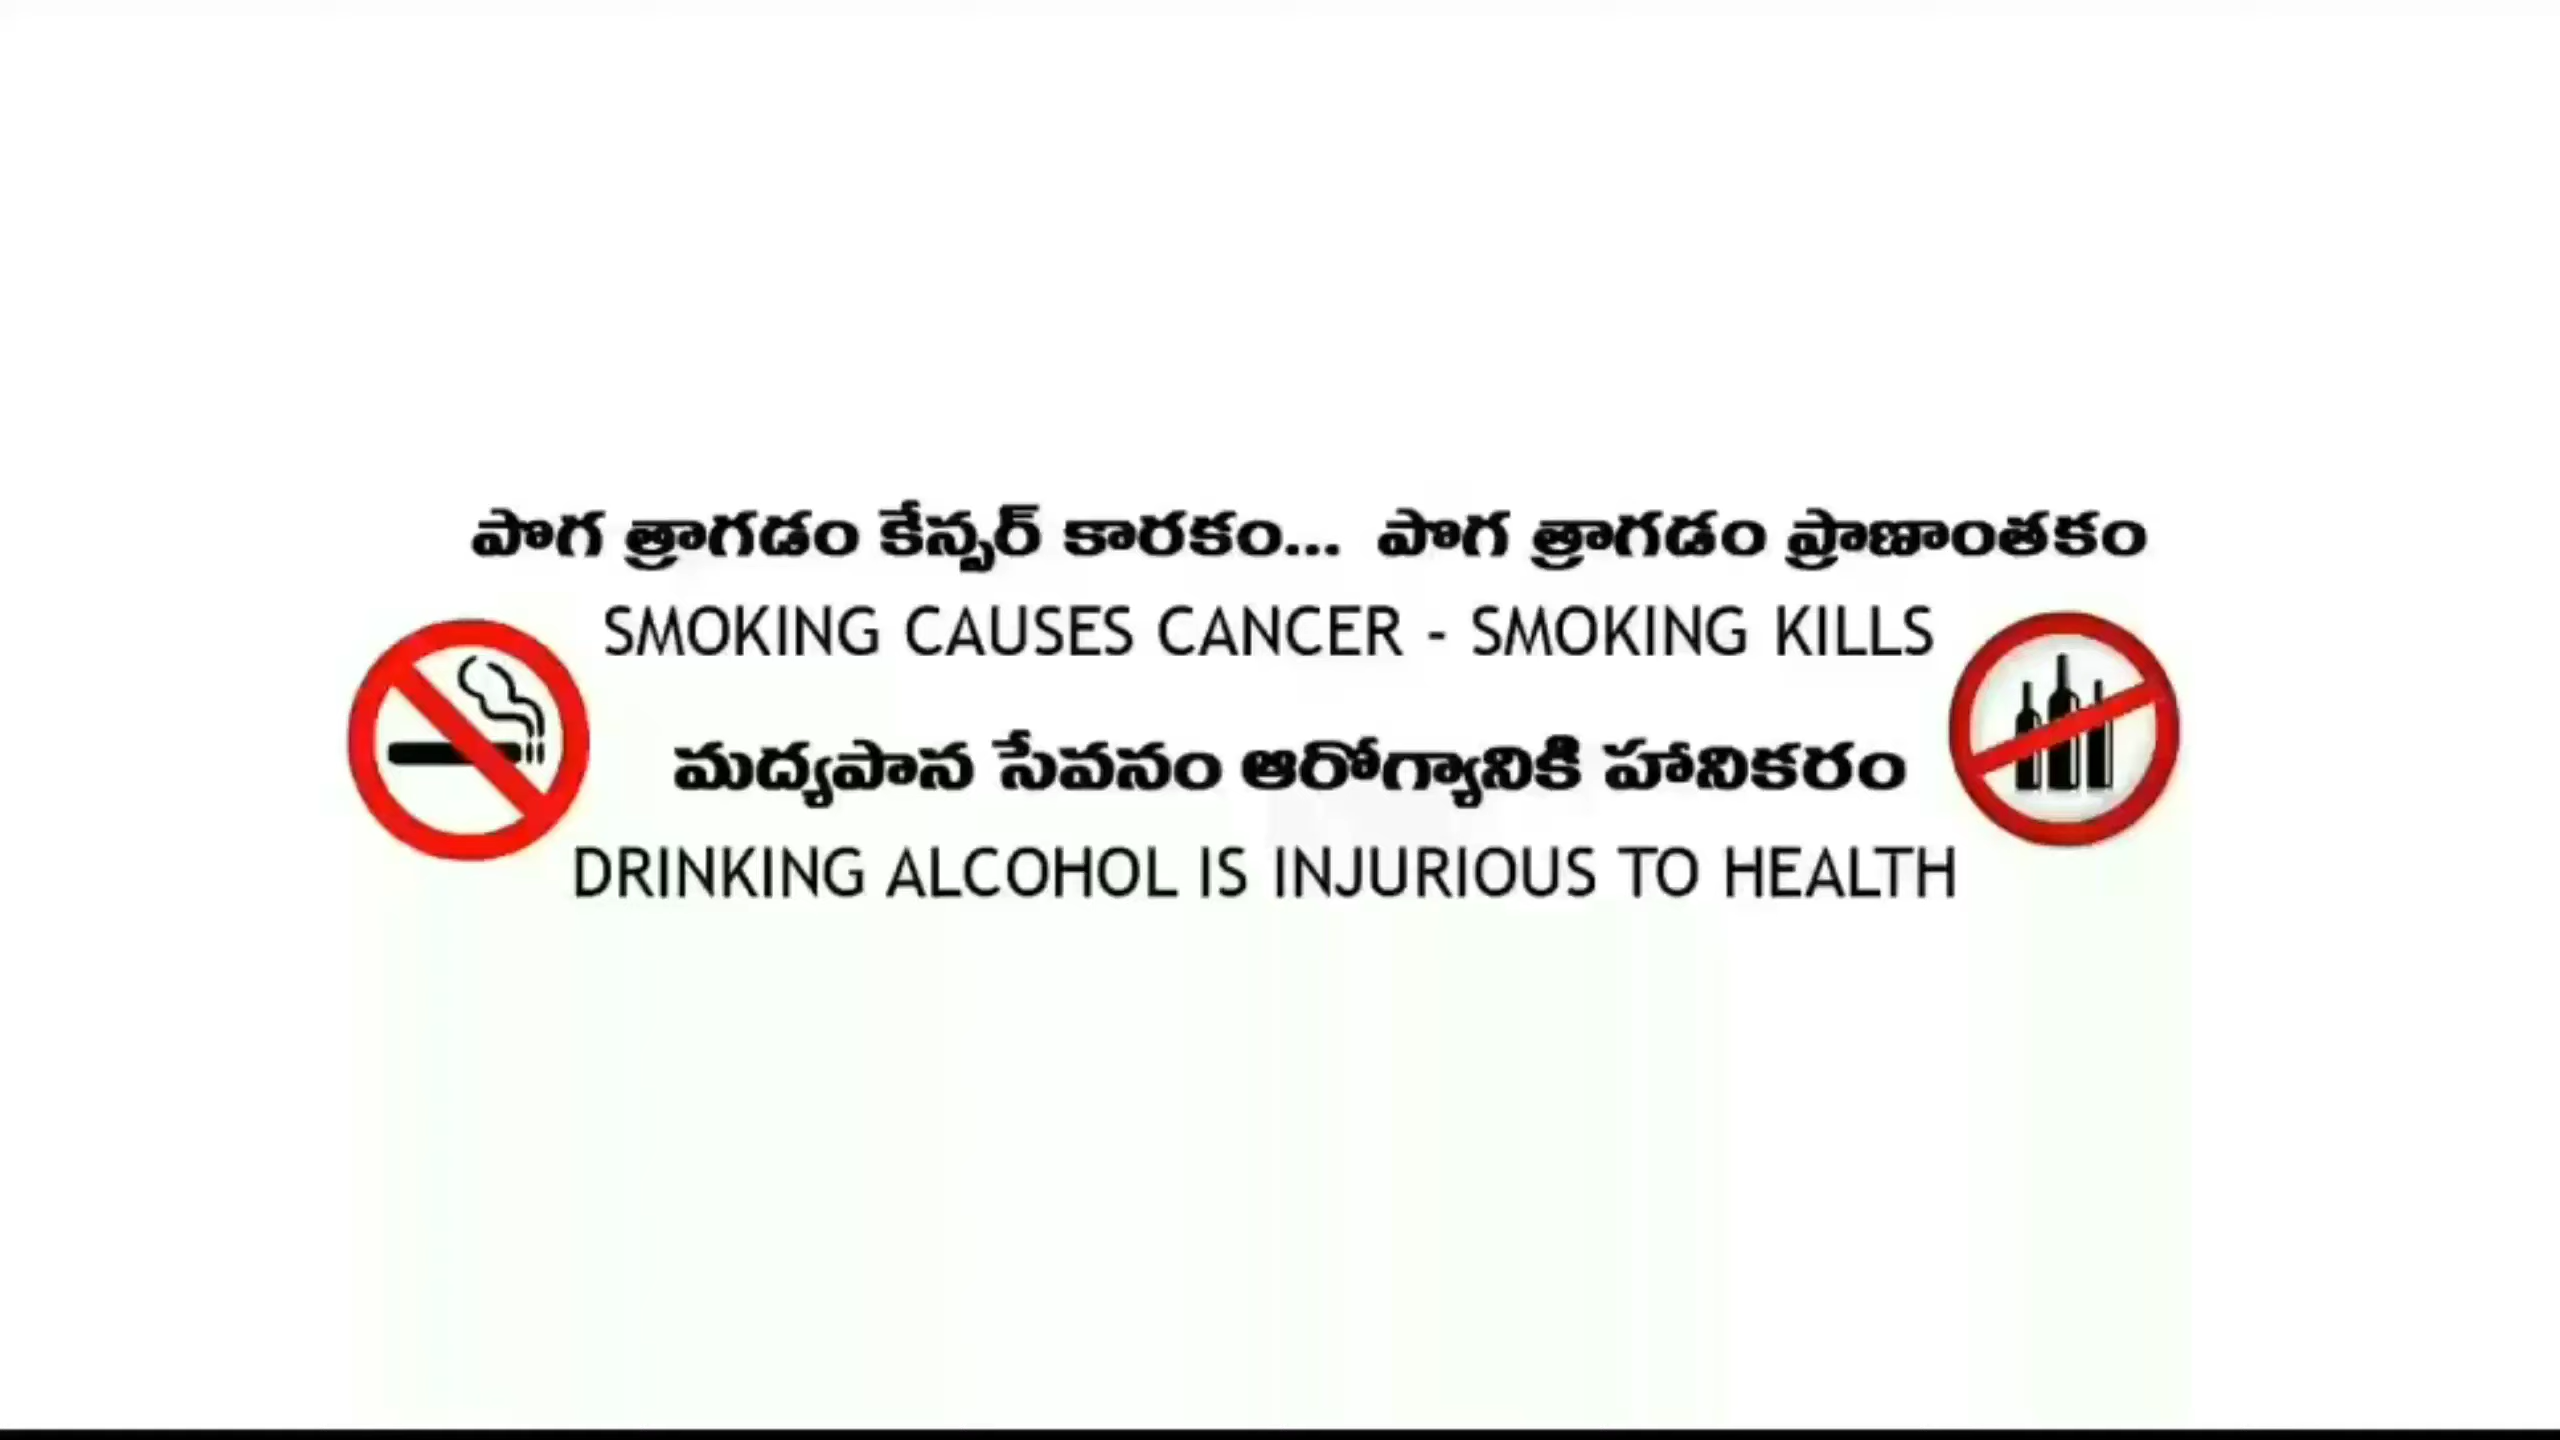 పొగ త్రాగడం కేన్సర్ కారకం... పొగ త్రాగడం ప్రాణాంతకం
SMOKING CAUSES CANCER - SMOKING KILLS
మద్యపాన సేవనం ఆరోగ్యానికి హానికరం
DRINKING ALCOHOL IS INJURIOUS TO HEALTH